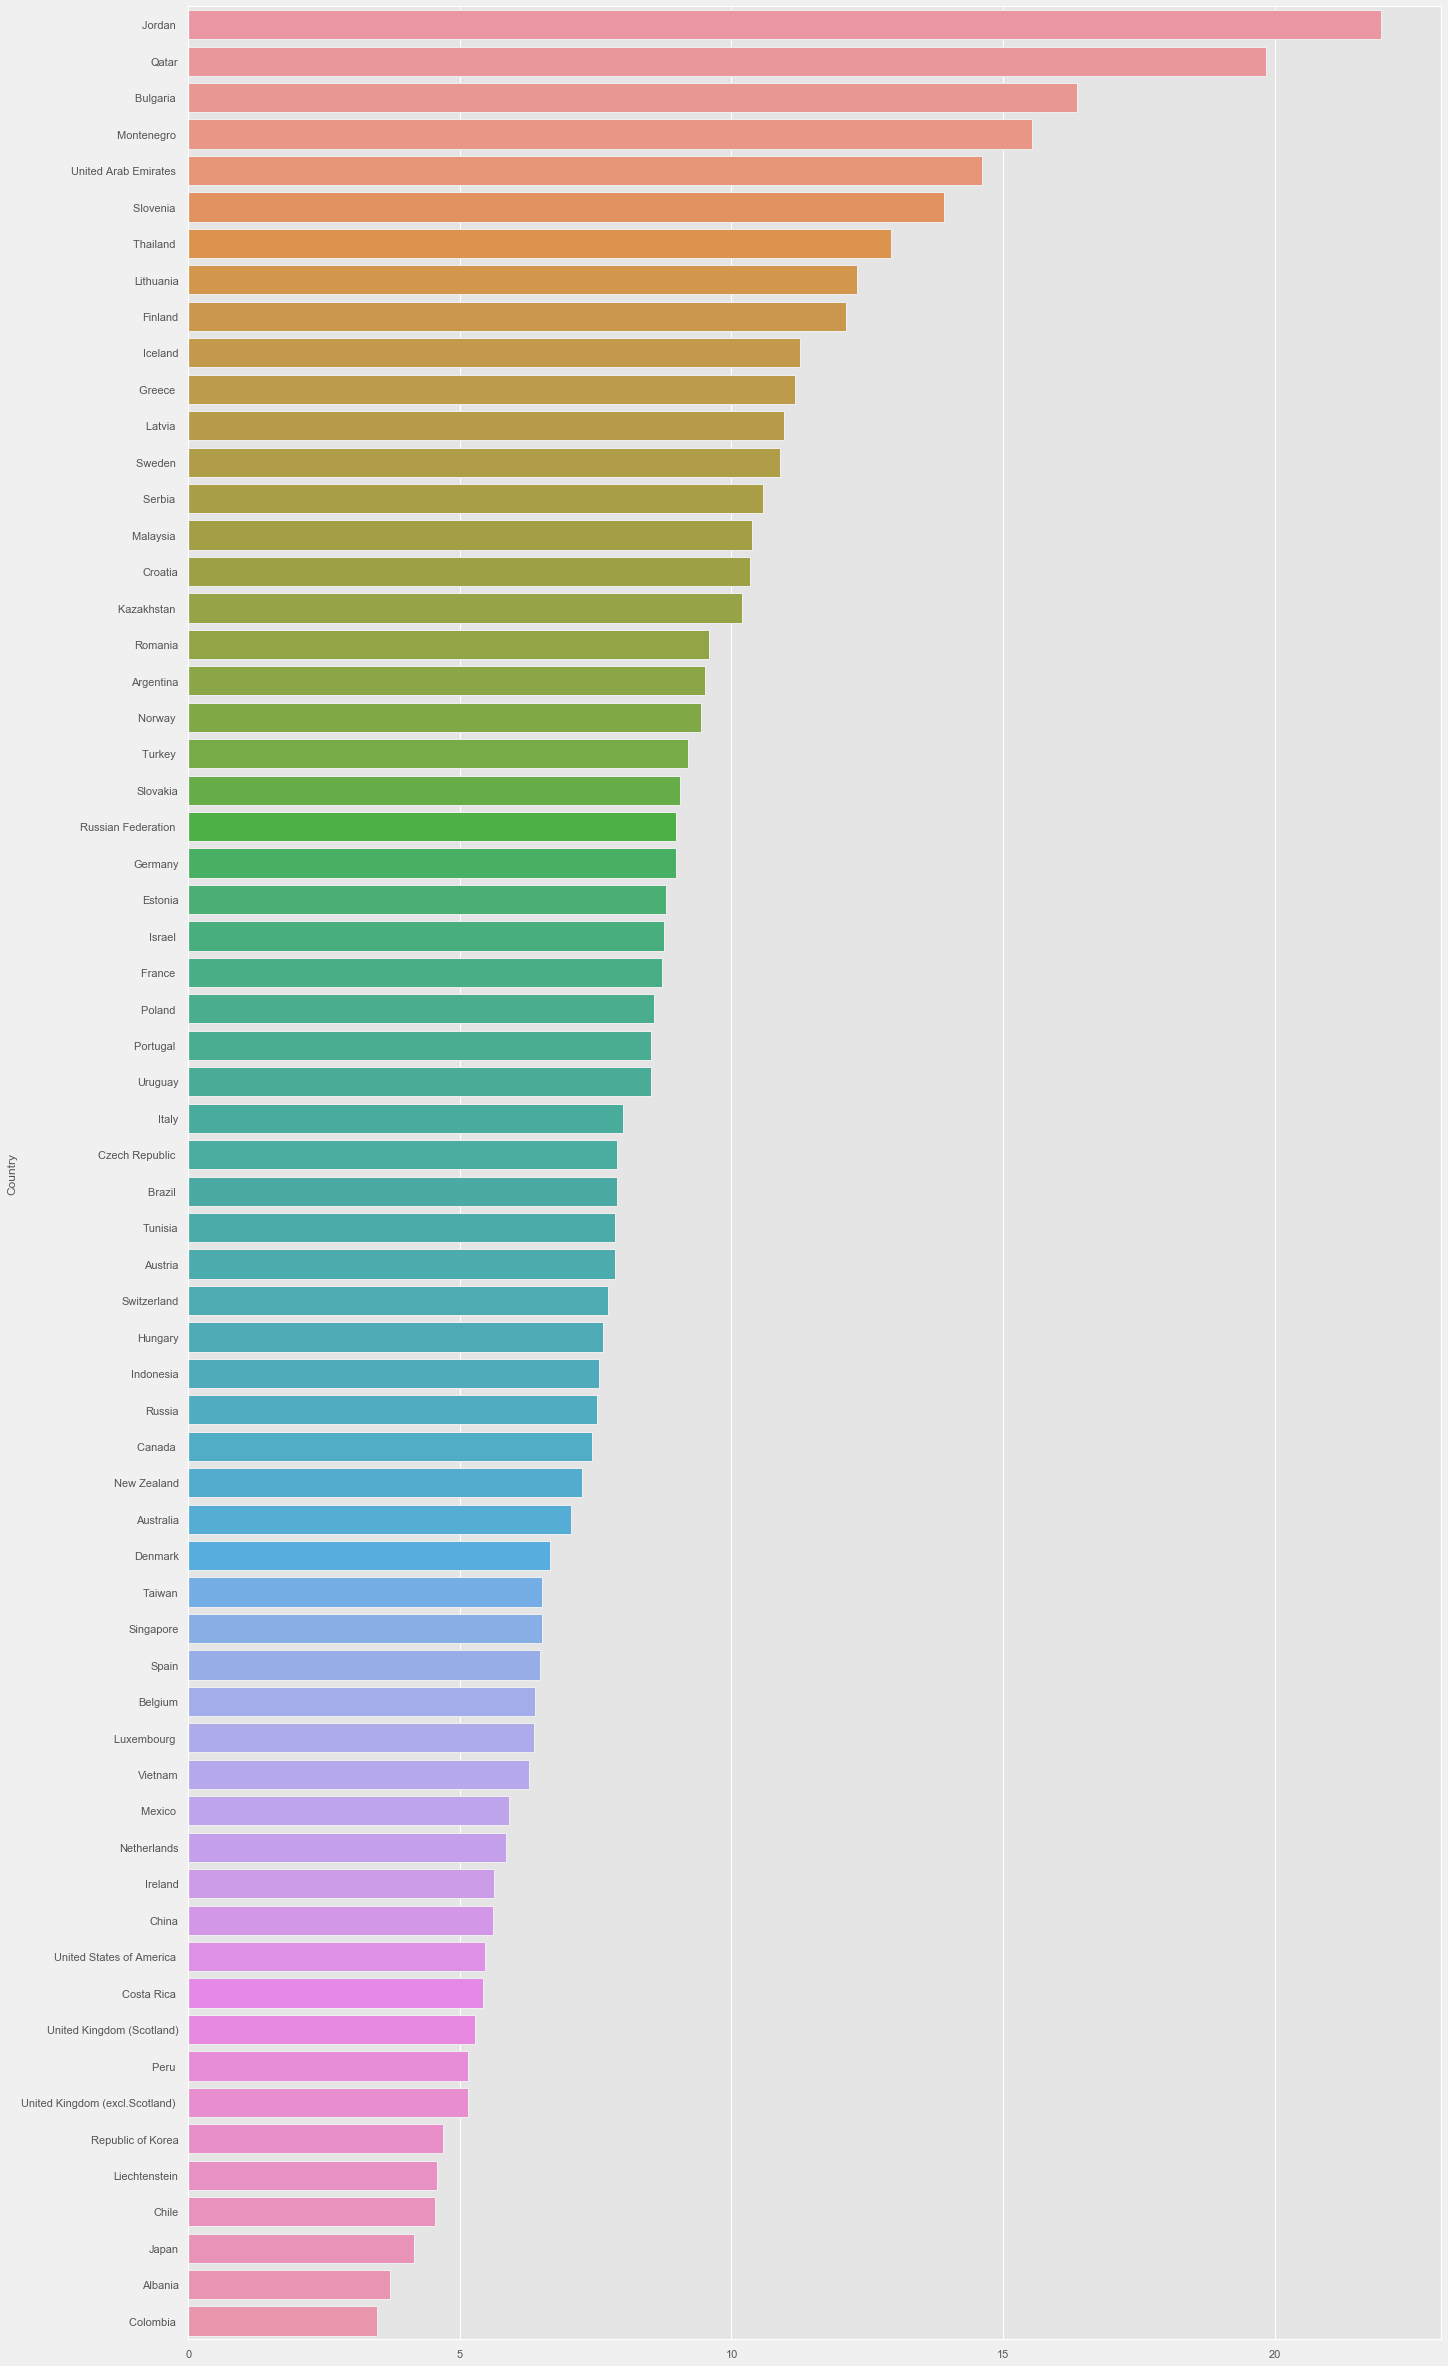 Jordan
Qatar
Bulgaria
Montenegro
United Arab Emirates
Slovenia
Thailand
Lithuania
Finland
Iceland
Greece
Latvia
Sweden
Serbia
Malaysia
Croatia
Kazakhstan
Romania
Argentina
Norway
Turkey
Slovakia
Russian Federation
Germany
Estonia
Israel
France
Poland
Portugal
Uruguay
Italy
Czech Republic
Country
Brazil
Tunisia
Austria
Switzerland
Hungary
Indonesia
Russia
Canada
New Zealand
Australia
Denmark
Taiwan
Singapore
Spain
Belgium
Luxembourg
Vietnam
Mexico
Netherlands
Ireland
China
United States of America
Costa Rica
United Kingdom (Scotland)
Peru
United Kingdom (excl.Scotland)
Republic of Korea
Liechtenstein
Chile
Japan
Albania
Colombia
0 5 10 15 20